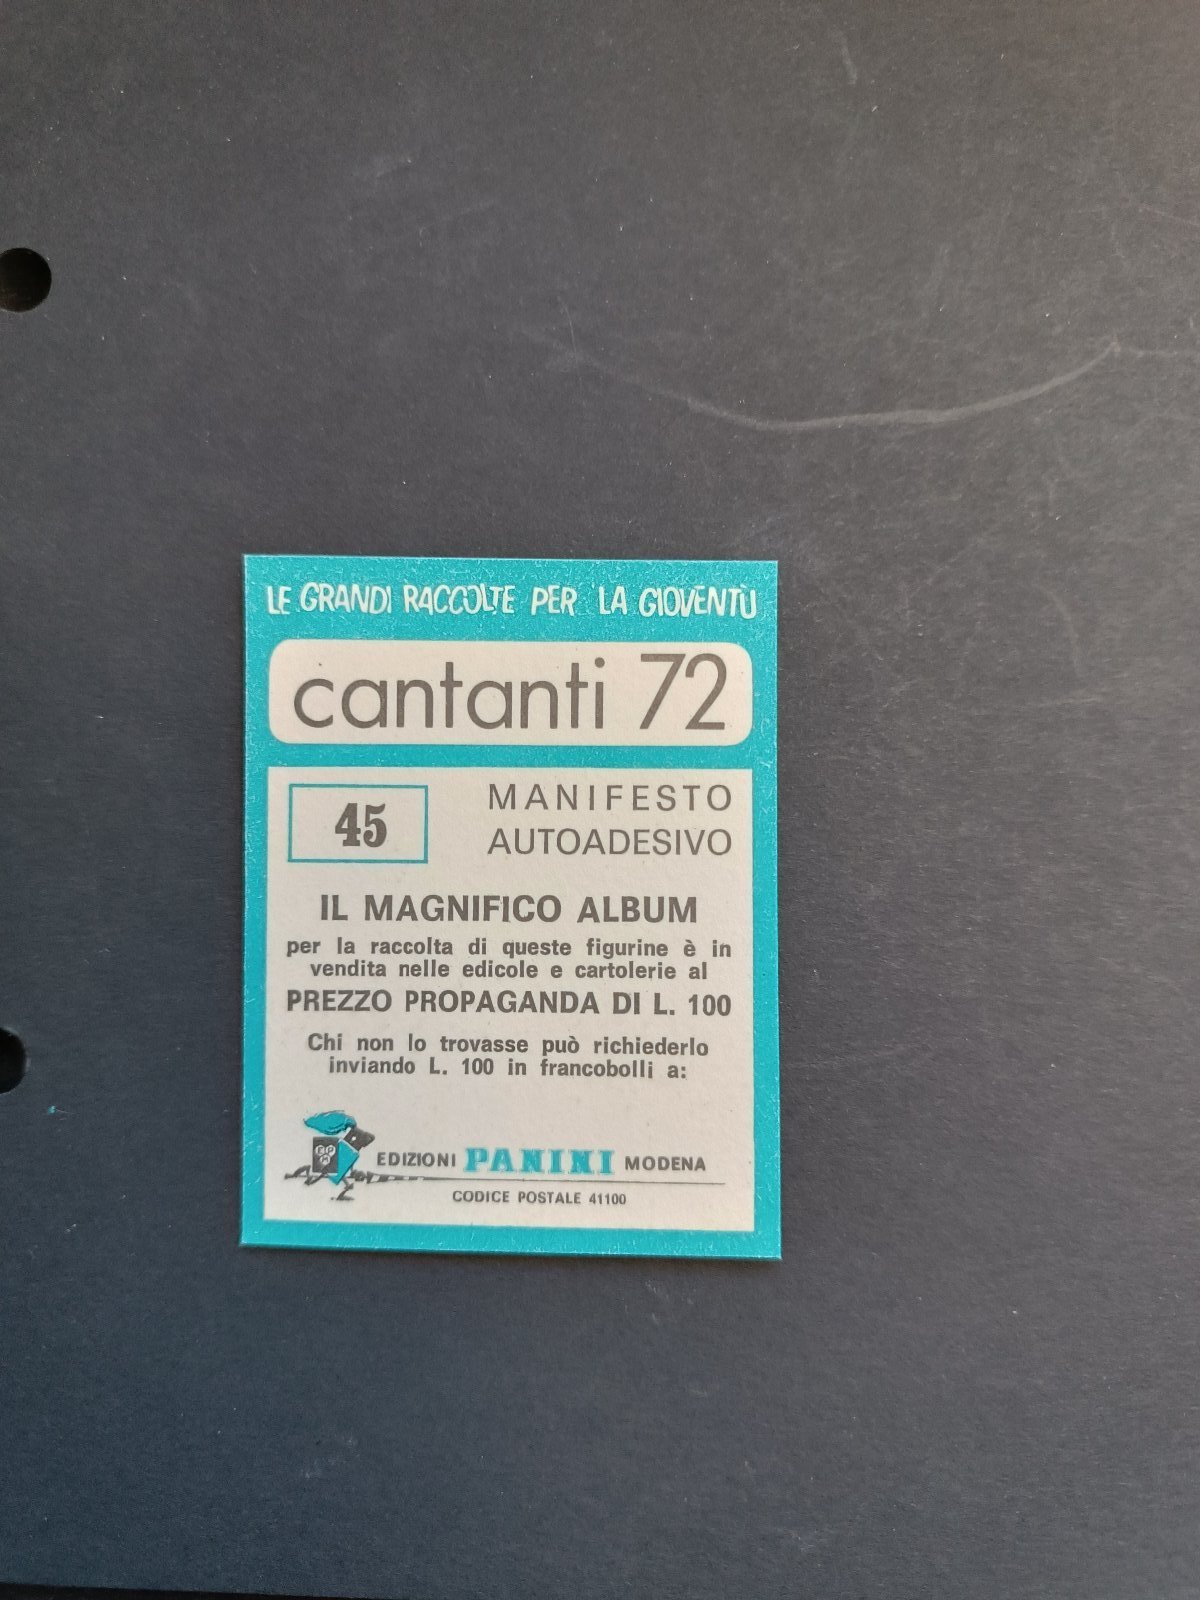 LE GRANDI RACCOLTE PER LA GIOVENTÙ
cantanti 72
45
MANIFESTO
AUTOADESIVO
IL MAGNIFICO ALBUM
per la raccolta di queste figurine è in
vendita nelle edicole e cartolerie al
PREZZO PROPAGANDA DI L. 100
Chi non lo trovasse può richiederlo
inviando L. 100 in francobolli a:
EDIZIONI PANINI MODENA
CODICE POSTALE 41100